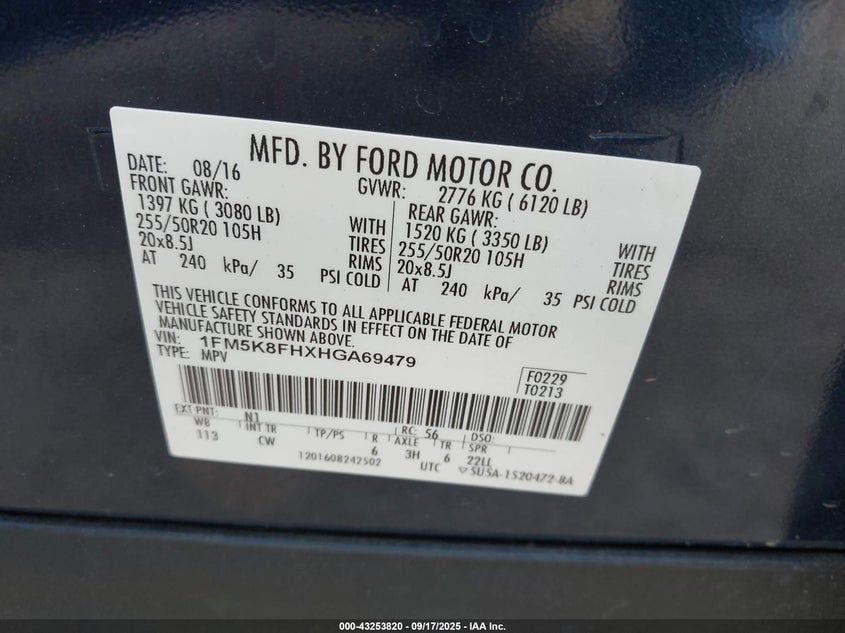 MFD. BY FORD MOTOR CO.
DATE: 08/16 GVWR: 2776 KG ( 6120 LB)
FRONT GAWR: REAR GAWR:
1397 KG ( 3080 LB) WITH 1520 KG ( 3350 LB) WITH
255/50R20 105H TIRES 255/50R20 105H TIRES
20x8.5J RIMS 20x8.5J RIMS
AT 240 kPa/ 35 PSI COLD AT 240 kPa/ 35 PSI COLD
THIS VEHICLE CONFORMS TO ALL APPLICABLE FEDERAL MOTOR
VEHICLE SAFETY STANDARDS IN EFFECT ON THE DATE OF
MANUFACTURE SHOWN ABOVE.
VIN: 1FM5K8FHXHGA69479
TYPE: MPV
F0229
T0213
EXT PNT: N1 RC: 56 DSO:
WB INT TR TP/PS R AXLE TR SPR
113 CW 6 3H 6 22LL
1201608242502 UTC ▽ 5U5A-1520472-BA
000-43253820 - 09/17/2025 - IAA Inc.